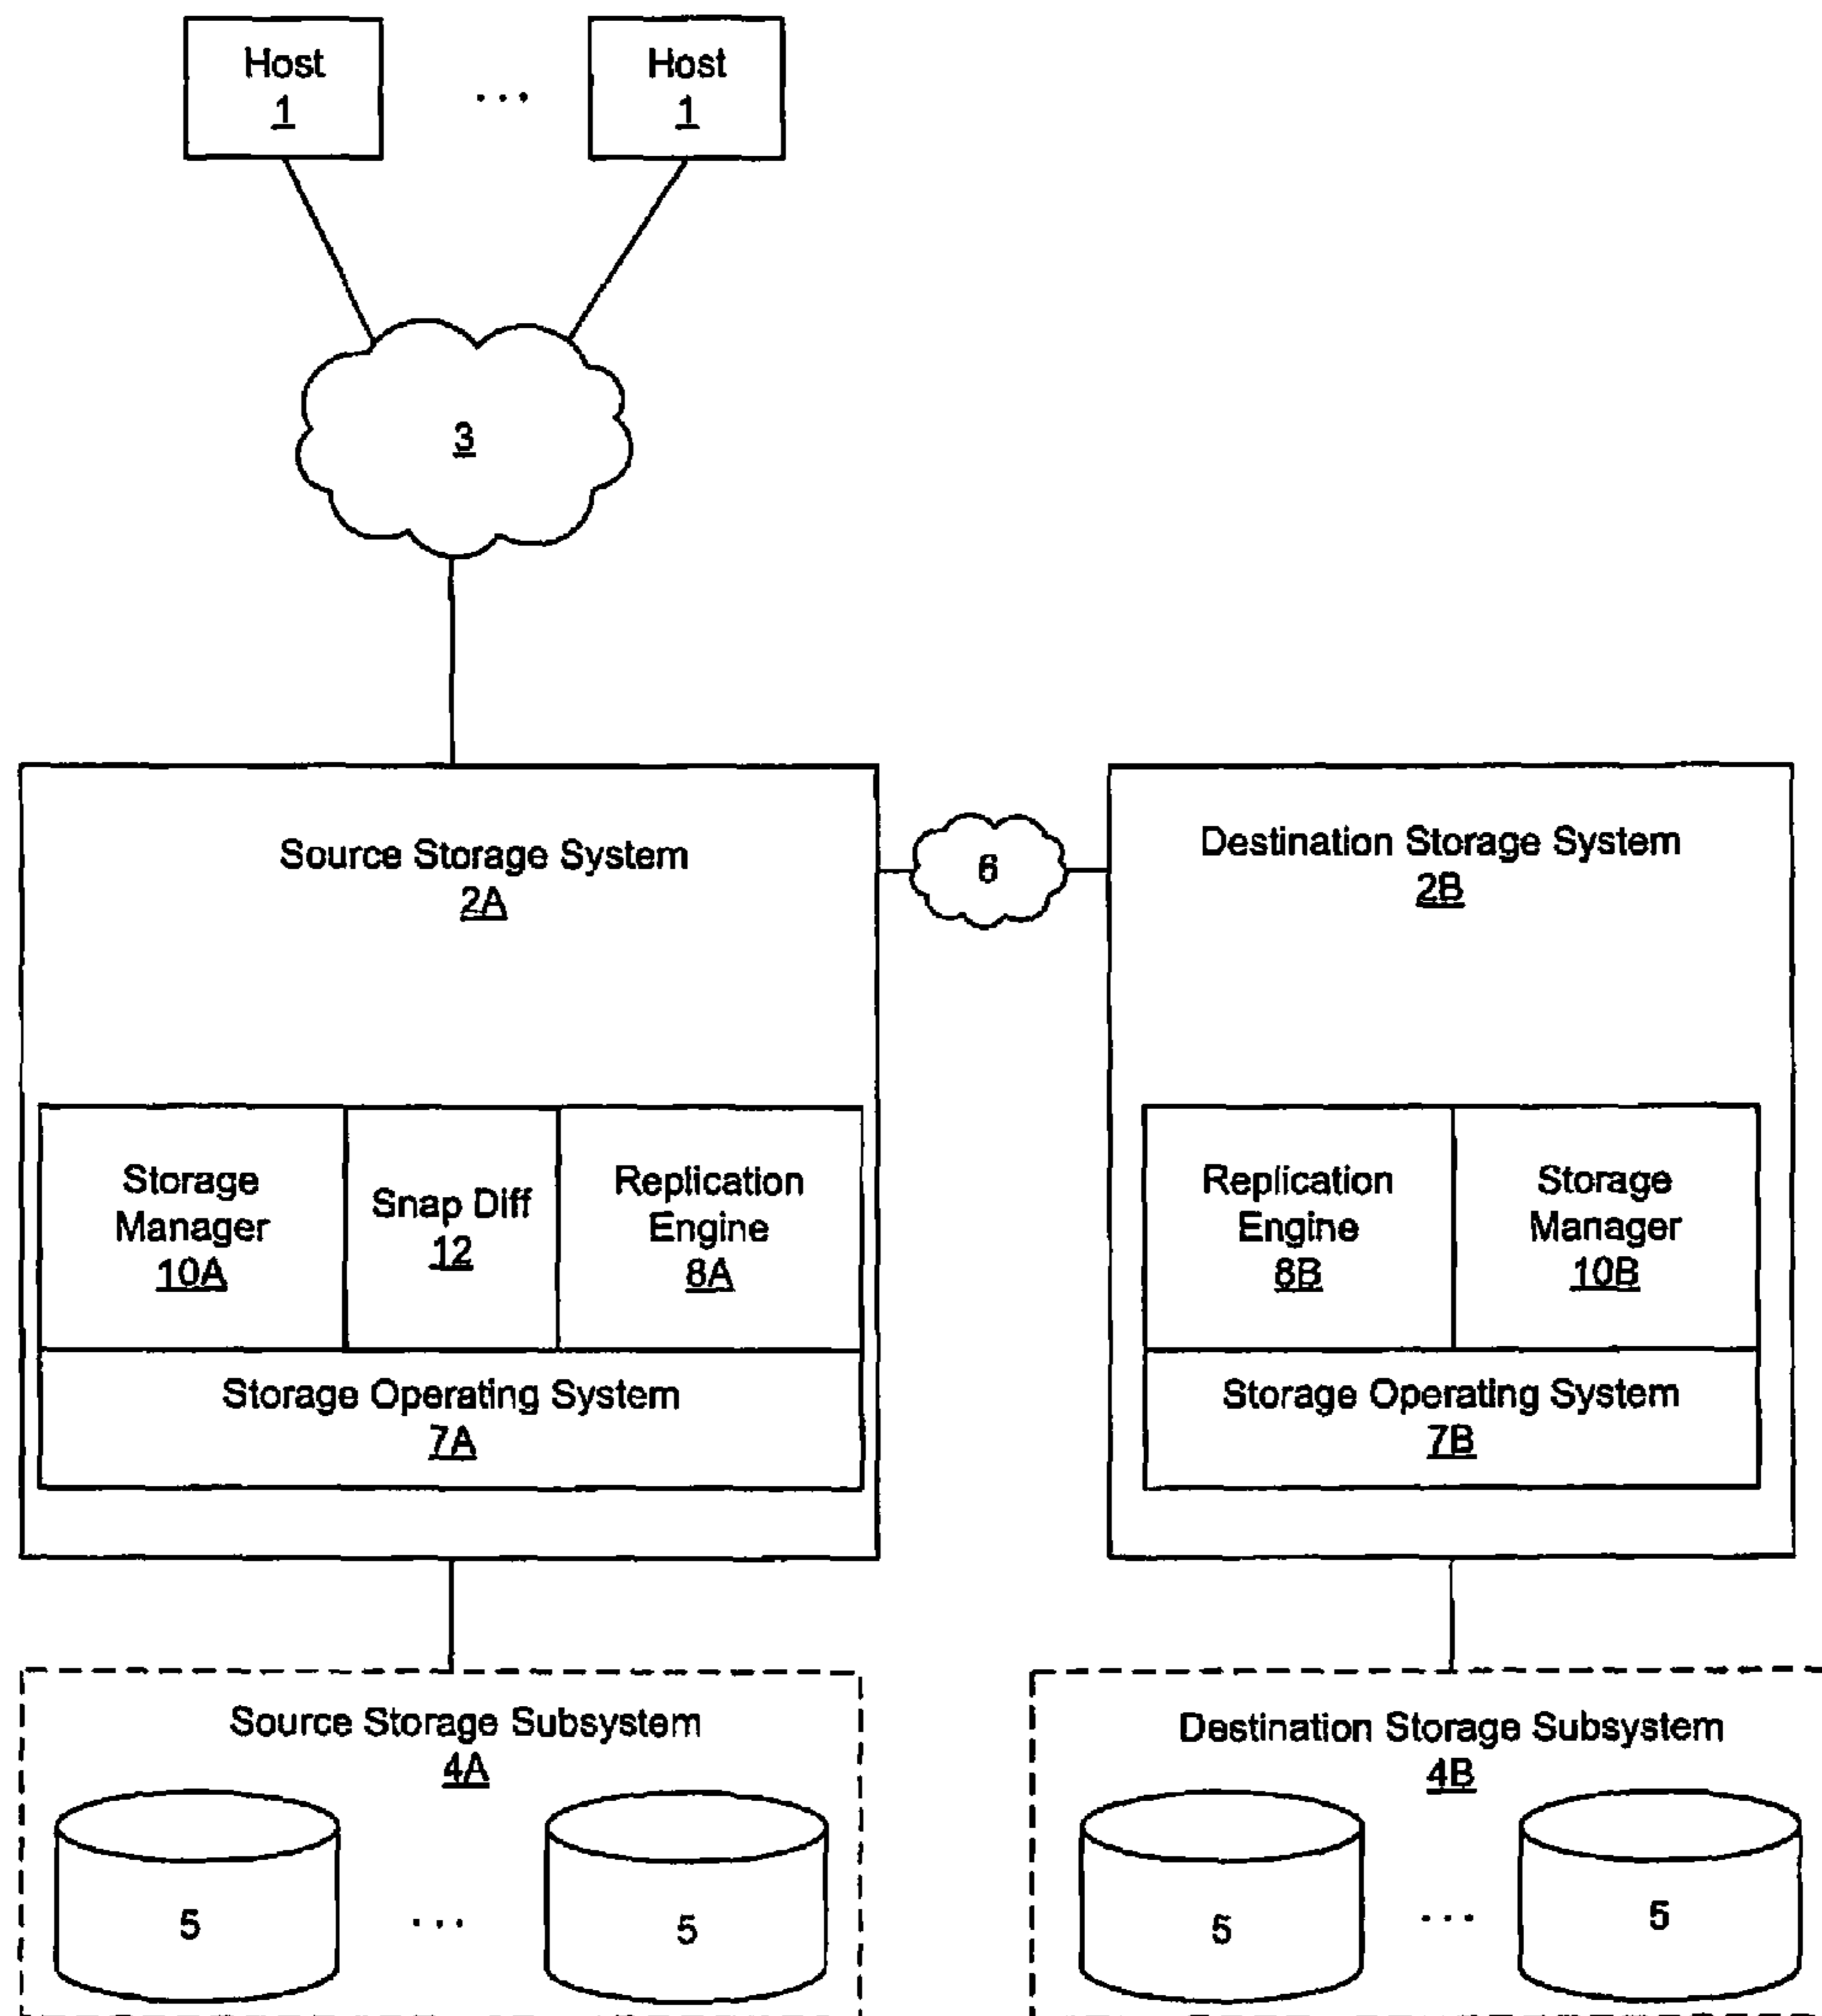 Host
1
...
Host
1
3
Source Storage System
2A
6
Destination Storage System
2B
Storage
Manager
10A
Snap Diff
12
Replication
Engine
8A
Storage Operating System
7A
Replication
Engine
8B
Storage
Manager
10B
Storage Operating System
7B
Source Storage Subsystem
4A
5
...
5
Destination Storage Subsystem
4B
5
...
5